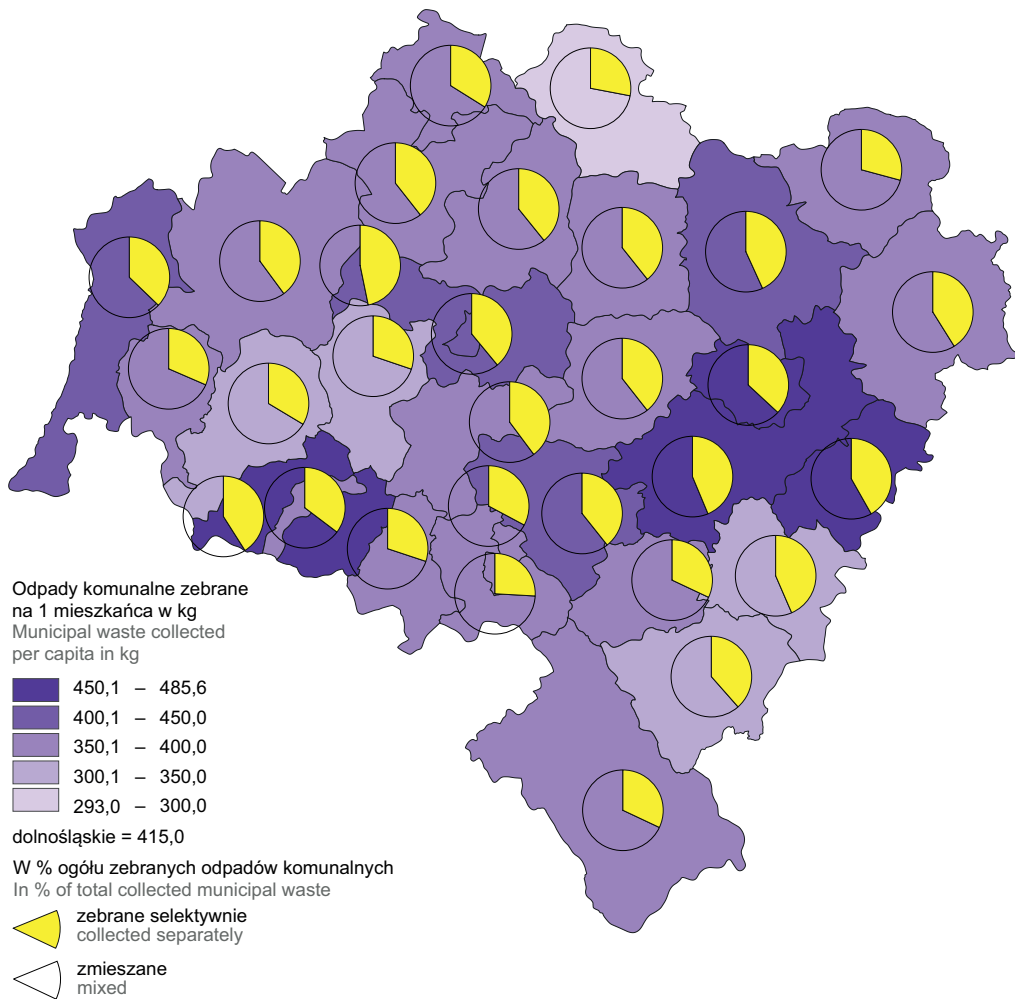 Odpady komunalne zebrane
na 1 mieszkańca w kg
Municipal waste collected
per capita in kg
450,1 – 485,6
400,1 – 450,0
350,1 – 400,0
300,1 – 350,0
293,0 – 300,0
dolnośląskie = 415,0
W % ogółu zebranych odpadów komunalnych
In % of total collected municipal waste
zebrane selektywnie
collected separately
zmieszane
mixed